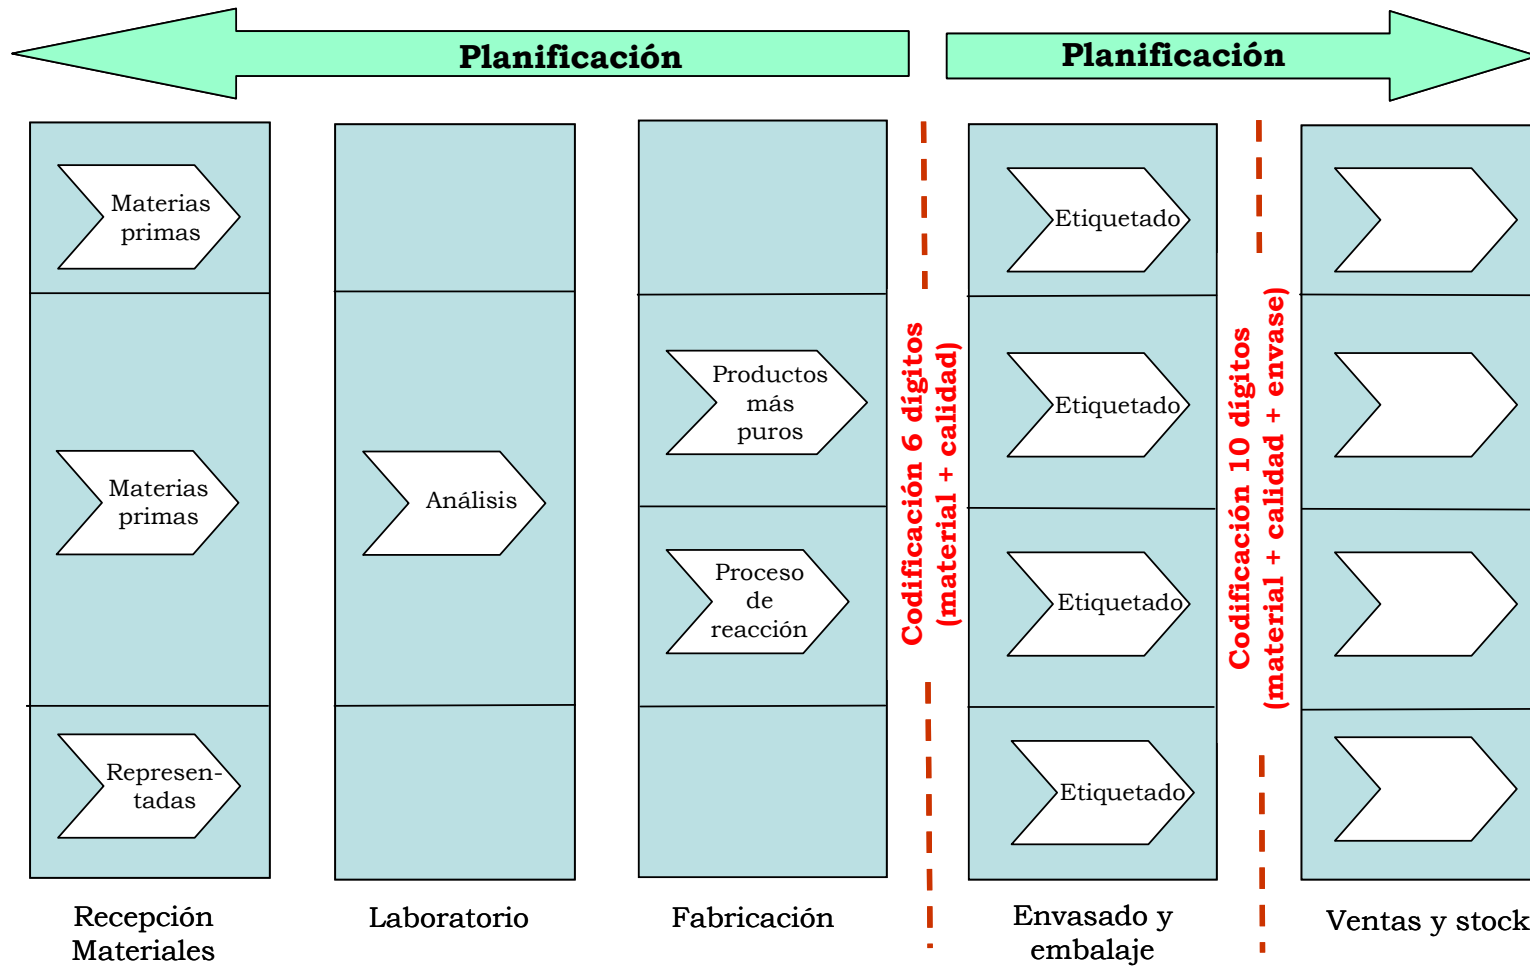 Planificación
Planificación
Materias
primas
Materias
primas
Represen-
tadas
Análisis
Productos
más
puros
Proceso
de
reacción
Codificación 6 dígitos
(material + calidad)
Etiquetado
Etiquetado
Etiquetado
Etiquetado
Codificación 10 dígitos
(material + calidad + envase)
Recepción
Materiales
Laboratorio
Fabricación
Envasado y
embalaje
Ventas y stock